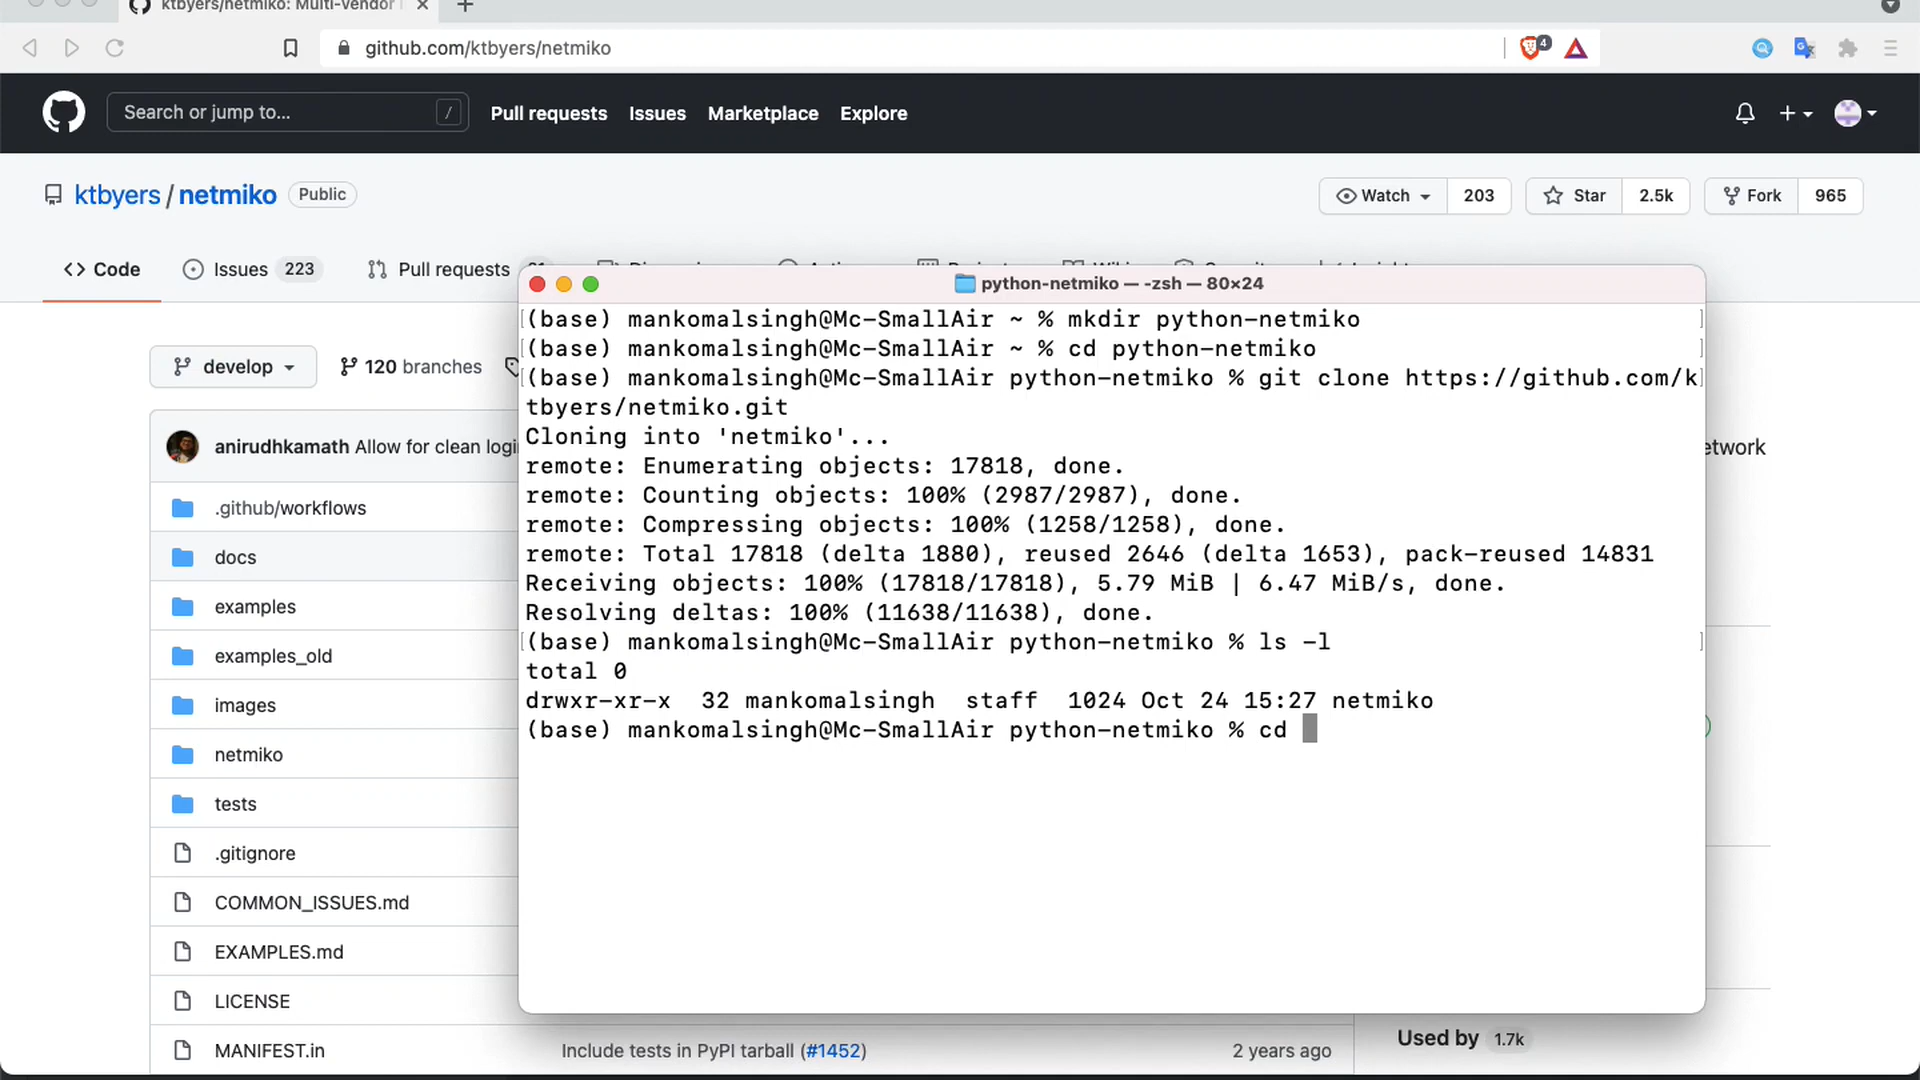 ktbyers/netmiko: Multi-vendor
github.com/ktbyers/netmiko
4
Search or jump to... /
Pull requests Issues Marketplace Explore
ktbyers / netmiko Public
Watch 203 Star 2.5k Fork 965
Code Issues 223 Pull requests
develop 120 branches
anirudhkamath Allow for clean logi
etwork
.github/workflows
docs
examples
examples_old
images
netmiko
tests
.gitignore
COMMON_ISSUES.md
EXAMPLES.md
LICENSE
MANIFEST.in Include tests in PyPI tarball (#1452) 2 years ago
Used by 1.7k
python-netmiko — -zsh — 80×24
(base) mankomalsingh@Mc-SmallAir ~ % mkdir python-netmiko
(base) mankomalsingh@Mc-SmallAir ~ % cd python-netmiko
(base) mankomalsingh@Mc-SmallAir python-netmiko % git clone https://github.com/k
tbyers/netmiko.git
Cloning into 'netmiko'...
remote: Enumerating objects: 17818, done.
remote: Counting objects: 100% (2987/2987), done.
remote: Compressing objects: 100% (1258/1258), done.
remote: Total 17818 (delta 1880), reused 2646 (delta 1653), pack-reused 14831
Receiving objects: 100% (17818/17818), 5.79 MiB | 6.47 MiB/s, done.
Resolving deltas: 100% (11638/11638), done.
(base) mankomalsingh@Mc-SmallAir python-netmiko % ls -l
total 0
drwxr-xr-x  32 mankomalsingh  staff  1024 Oct 24 15:27 netmiko
(base) mankomalsingh@Mc-SmallAir python-netmiko % cd